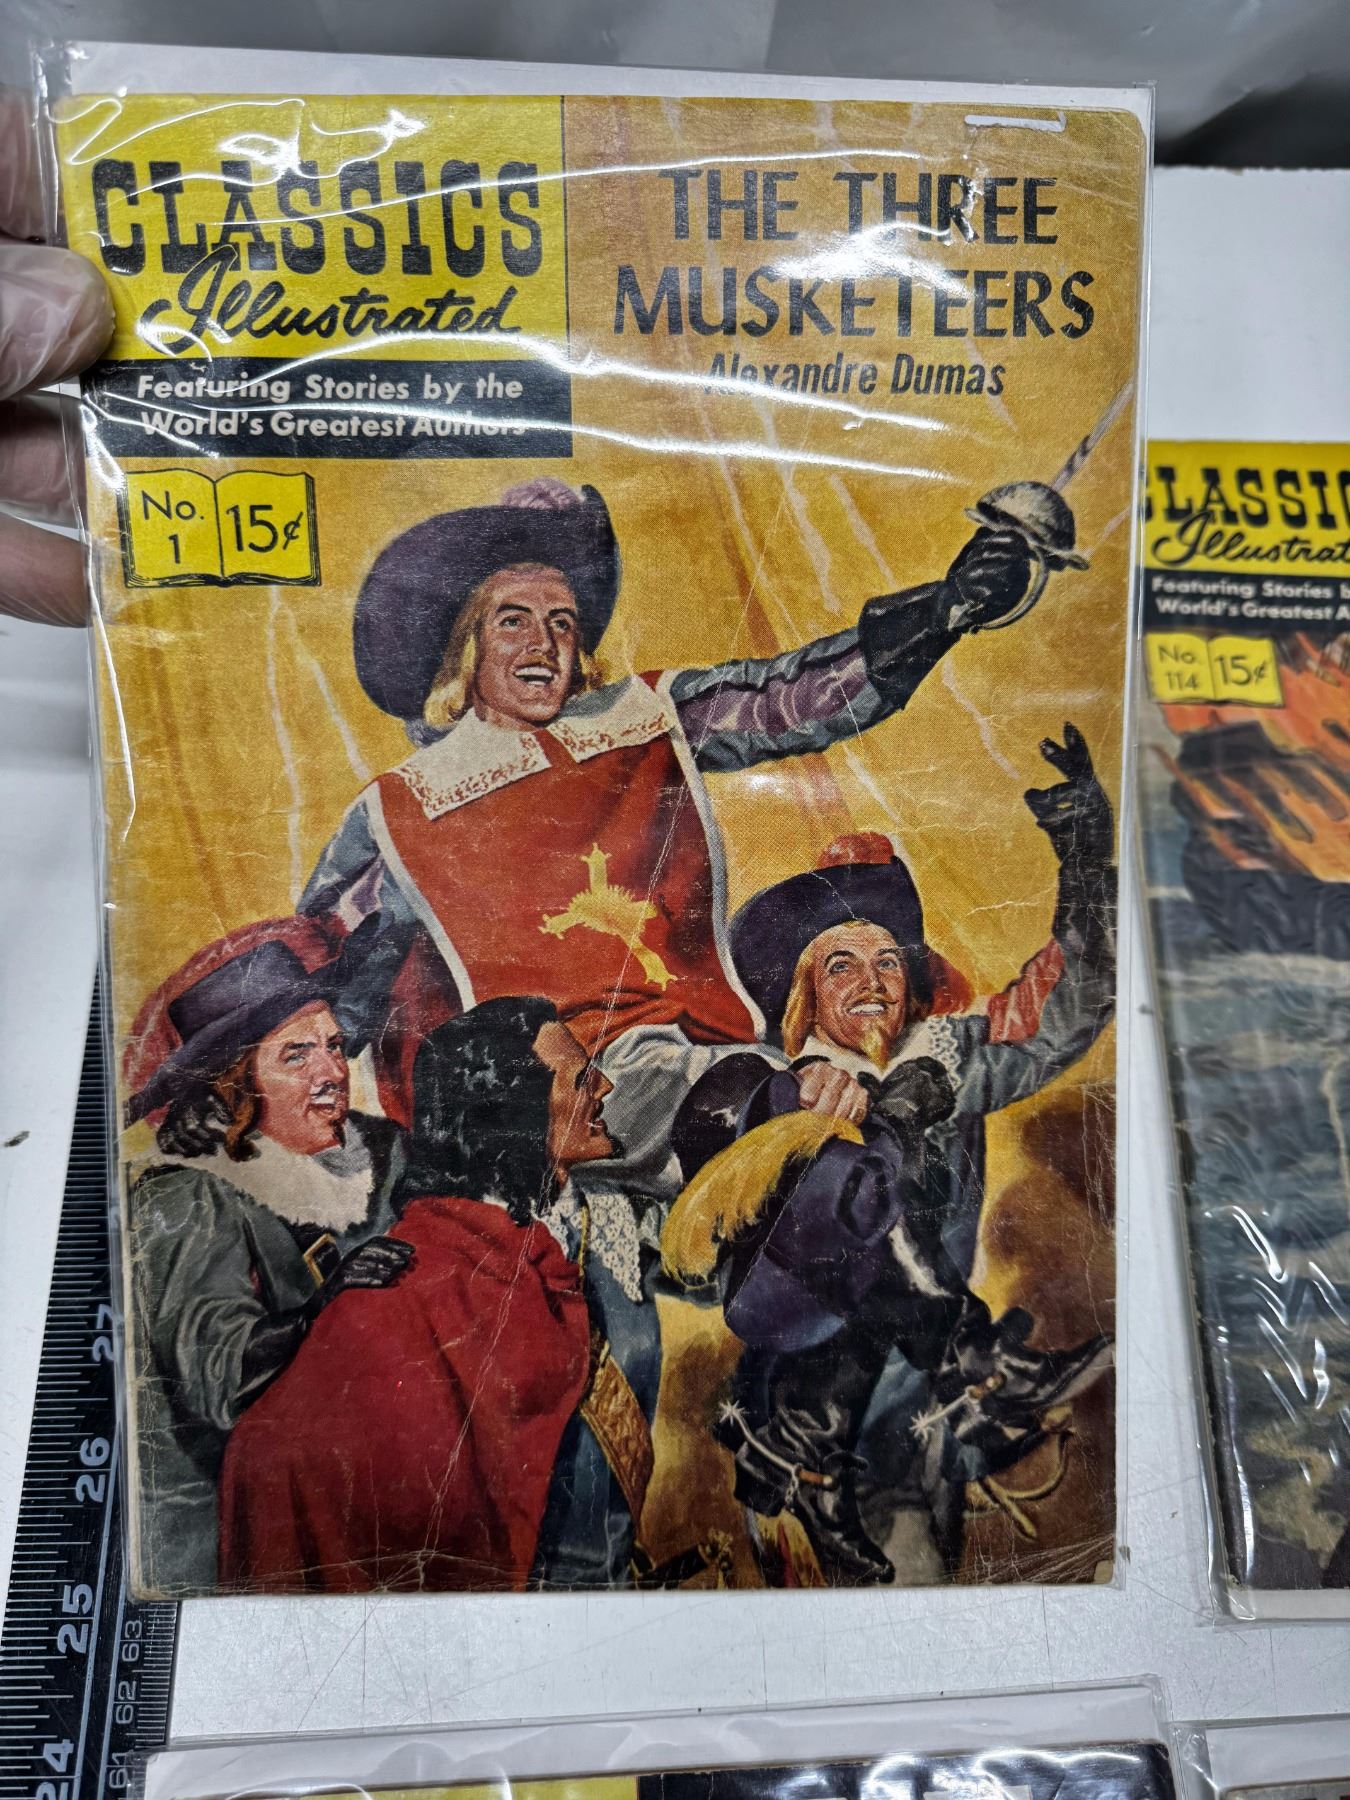 CLASSICS
Illustrated
Featuring Stories by the
World's Greatest Authors
No.
1
15¢
THE THREE
MUSKETEERS
Alexandre Dumas
CLASSIC
Illustrat
Featuring Stories b
World's Greatest A
No.
114
15¢
27
26
25
24
63
62
61